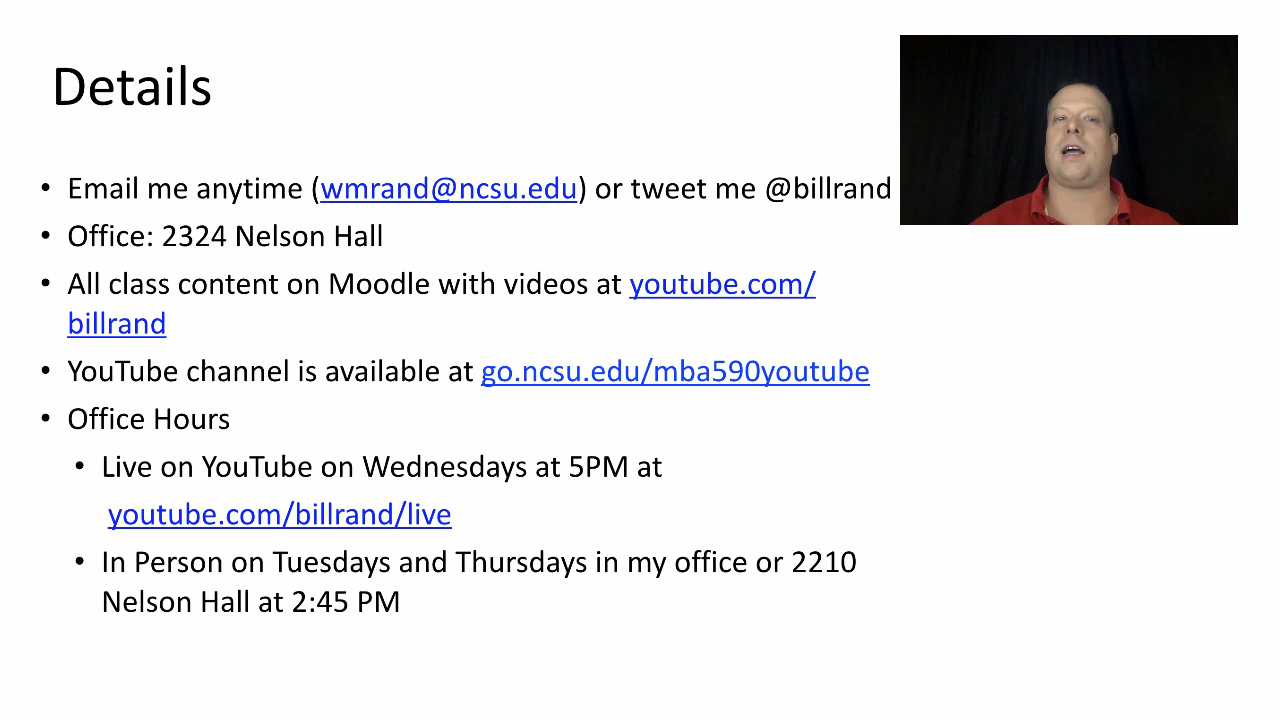 Details
• Email me anytime (wmrand@ncsu.edu) or tweet me @billrand
• Office: 2324 Nelson Hall
• All class content on Moodle with videos at youtube.com/
billrand
• YouTube channel is available at go.ncsu.edu/mba590youtube
• Office Hours
• Live on YouTube on Wednesdays at 5PM at
youtube.com/billrand/live
• In Person on Tuesdays and Thursdays in my office or 2210
Nelson Hall at 2:45 PM